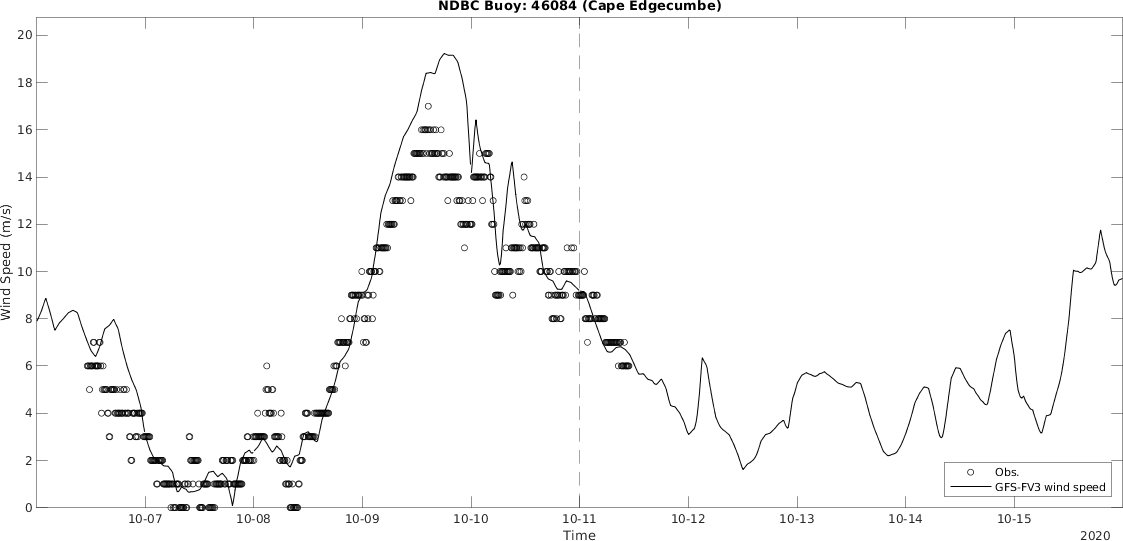 NDBC Buoy: 46084 (Cape Edgecumbe)
20
18
16
14
12
10
8
6
4
2
0
Wind Speed (m/s)
Obs.
GFS-FV3 wind speed
10-07 10-08 10-09 10-10 10-11 10-12 10-13 10-14 10-15
Time
2020